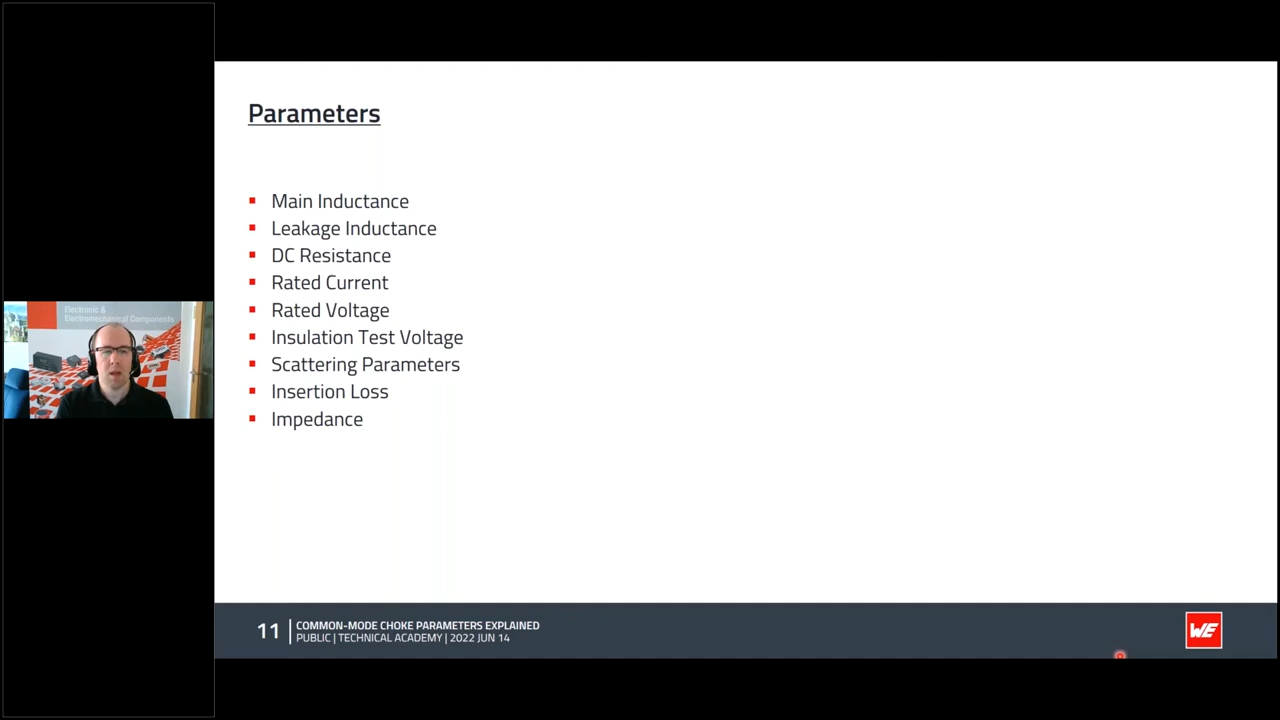 Parameters
Main Inductance
Leakage Inductance
DC Resistance
Rated Current
Rated Voltage
Insulation Test Voltage
Scattering Parameters
Insertion Loss
Impedance
Electronic &
Electromechanical Components
11
COMMON-MODE CHOKE PARAMETERS EXPLAINED
PUBLIC | TECHNICAL ACADEMY | 2022 JUN 14
WE